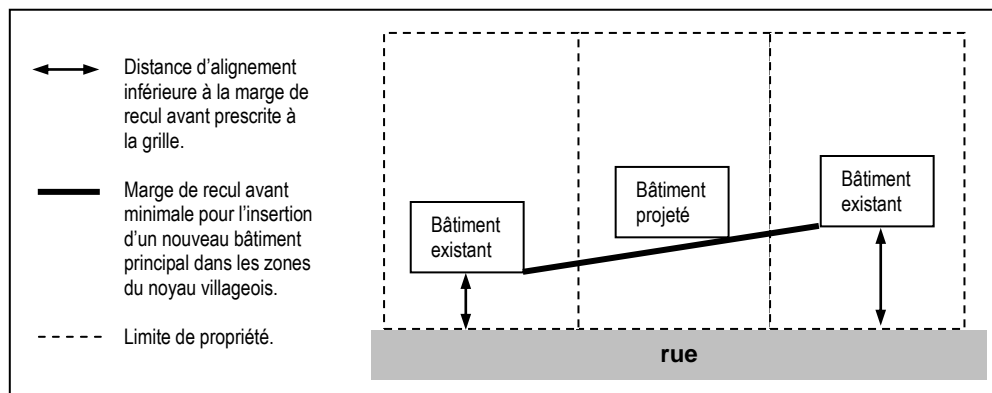 Distance d’alignement
inférieure à la marge de
recul avant prescrite à
la grille.
Marge de recul avant
minimale pour l’insertion
d’un nouveau bâtiment
principal dans les zones
du noyau villageois.
Limite de propriété.
Bâtiment
existant
Bâtiment
projeté
Bâtiment
existant
rue